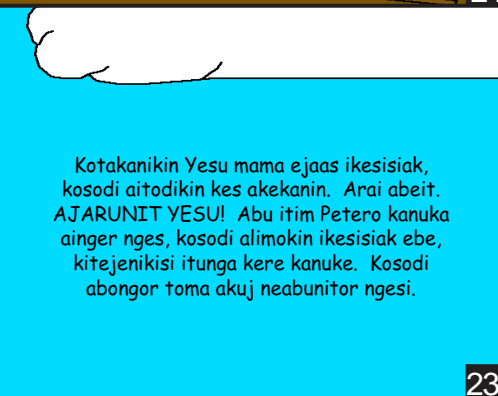 Kotakanikin Yesu mama ejaas ikesisiak,
kosodi aitodikin kes akekanin.  Arai abeit.
AJARUNIT YESU!  Abu itim Petero kanuka
ainger nges, kosodi alimokin ikesisiak ebe,
kitejenikisi itunga kere kanuke.  Kosodi
abongor toma akuj neabunitor ngesi.
23